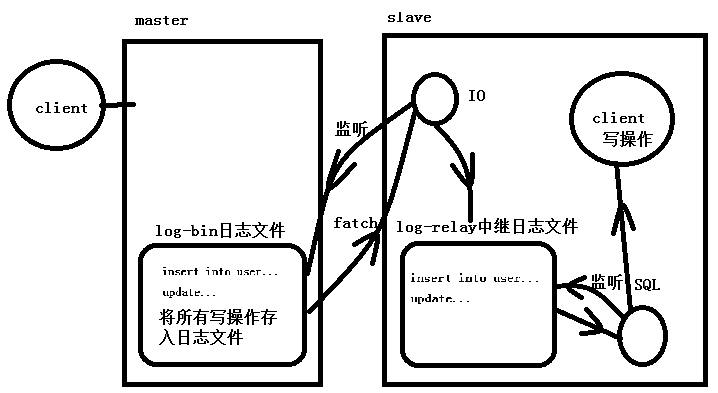 master
client
log-bin日志文件
insert into user...
update...
将所有写操作存
入日志文件
监听
fatch
slave
IO
client
写操作
log-relay中继日志文件
insert into user...
update...
监听
SQL